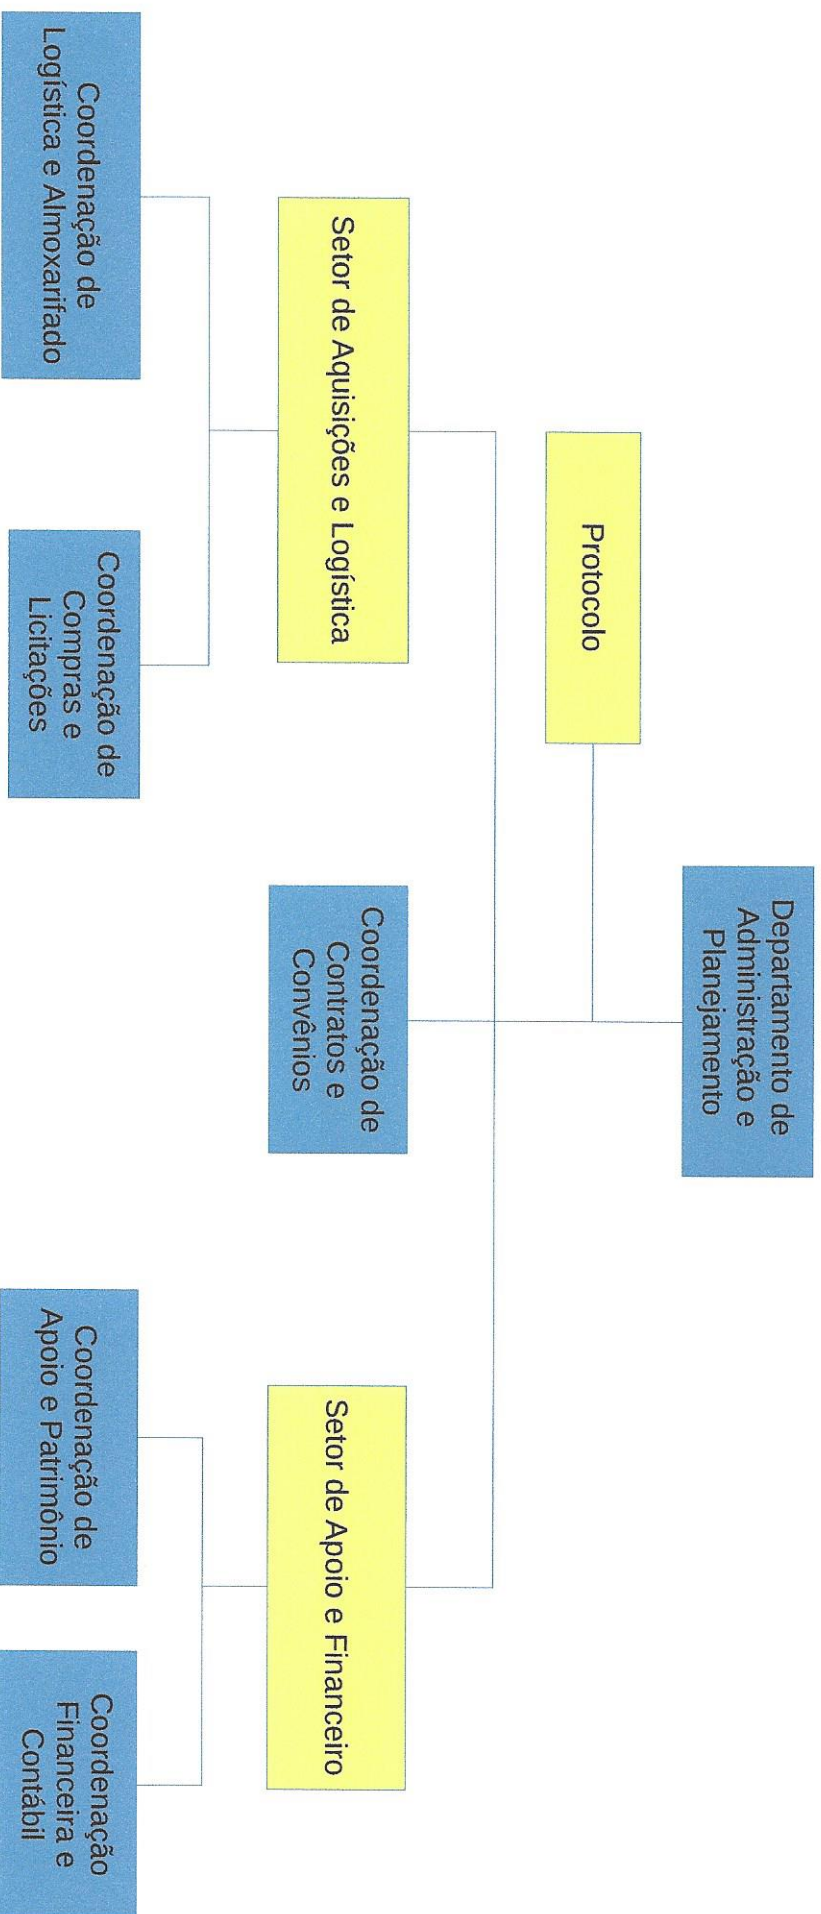 Departamento de
Administração e
Planejamento
Protocolo
Setor de Aquisições e Logística
Coordenação de
Contratos e
Convênios
Setor de Apoio e Financeiro
Coordenação de
Logística e Almoxarifado
Coordenação de
Compras e
Licitações
Coordenação de
Apoio e Patrimônio
Coordenação
Financeira e
Contábil